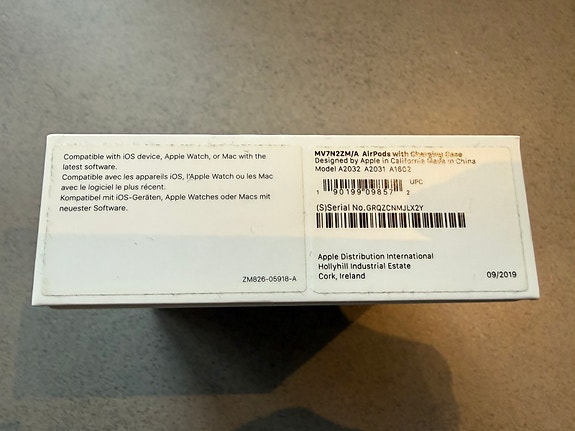 Compatible with iOS device, Apple Watch, or Mac with the
latest software.
Compatible avec les appareils iOS, l'Apple Watch ou les Mac
avec le logiciel le plus récent.
Kompatibel mit iOS-Geräten, Apple Watches oder Macs mit
neuester Software.
ZM826-05918-A
MV7N2ZM/A AirPods with Charging Case
Designed by Apple in California Made in China
Model A2032 A2031 A1602
UPC
1 90199 09857 2
(S)Serial No.GRQZCNMJLX2Y
Apple Distribution International
Hollyhill Industrial Estate
Cork, Ireland
09/2019